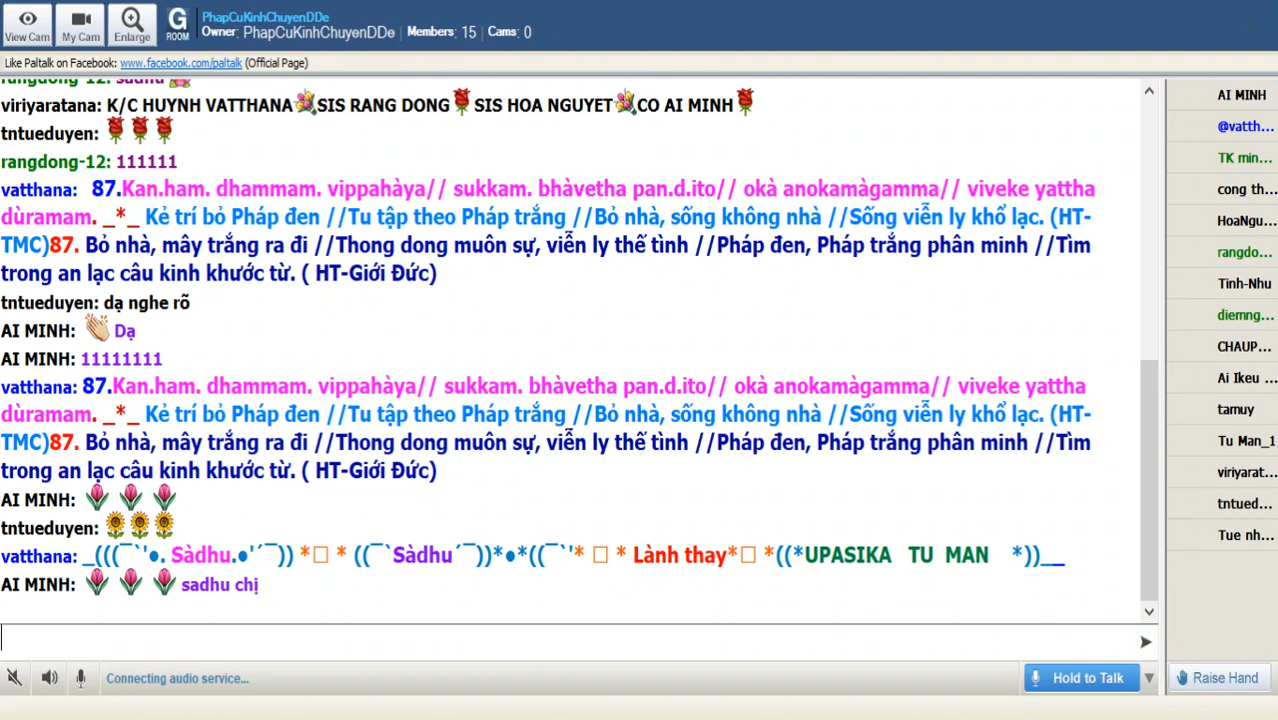 View Cam
My Cam
Enlarge
G
ROOM
PhapCuKinhChuyenDDe
Owner: PhapCuKinhChuyenDDe Members: 15 Cams: 0
Like Paltalk on Facebook: www.facebook.com/paltalk (Official Page)
rangdong-12: sadhu
viriyaratana: K/C HUYNH VATTHANA SIS RANG DONG SIS HOA NGUYET CO AI MINH
tntueduyen:
rangdong-12: 111111
vatthana: 87.Kan.ham. dhammam. vippahàya// sukkam. bhàvetha pan.d.ito// okà anokamàgamma// viveke yattha
dùramam. _*_ Kẻ trí bỏ Pháp đen //Tu tập theo Pháp trắng //Bỏ nhà, sống không nhà //Sống viễn ly khổ lạc. (HT-
TMC)87. Bỏ nhà, mây trắng ra đi //Thong dong muôn sự, viễn ly thế tình //Pháp đen, Pháp trắng phân minh //Tìm
trong an lạc câu kinh khước từ. ( HT-Giới Đức)
tntueduyen: dạ nghe rõ
AI MINH: Dạ
AI MINH: 11111111
vatthana: 87.Kan.ham. dhammam. vippahàya// sukkam. bhàvetha pan.d.ito// okà anokamàgamma// viveke yattha
dùramam. _*_ Kẻ trí bỏ Pháp đen //Tu tập theo Pháp trắng //Bỏ nhà, sống không nhà //Sống viễn ly khổ lạc. (HT-
TMC)87. Bỏ nhà, mây trắng ra đi //Thong dong muôn sự, viễn ly thế tình //Pháp đen, Pháp trắng phân minh //Tìm
trong an lạc câu kinh khước từ. ( HT-Giới Đức)
AI MINH:
tntueduyen:
vatthana: _(((¯`'●. Sàdhu.●'´¯)) *□ * ((¯`Sàdhu´¯))*●*((¯`'* □ * Lành thay*□ *((*UPASIKA TU MAN *))__
AI MINH: sadhu chị
AI MINH
@vatth...
TK min...
cong th...
HoaNgu...
rangdo...
Tinh-Nhu
diemng...
CHAUP...
Ai Ikeu ...
tamuy
Tu Man_1
viriyarat...
tntued...
Tue nh...
Connecting audio service...
Hold to Talk
Raise Hand